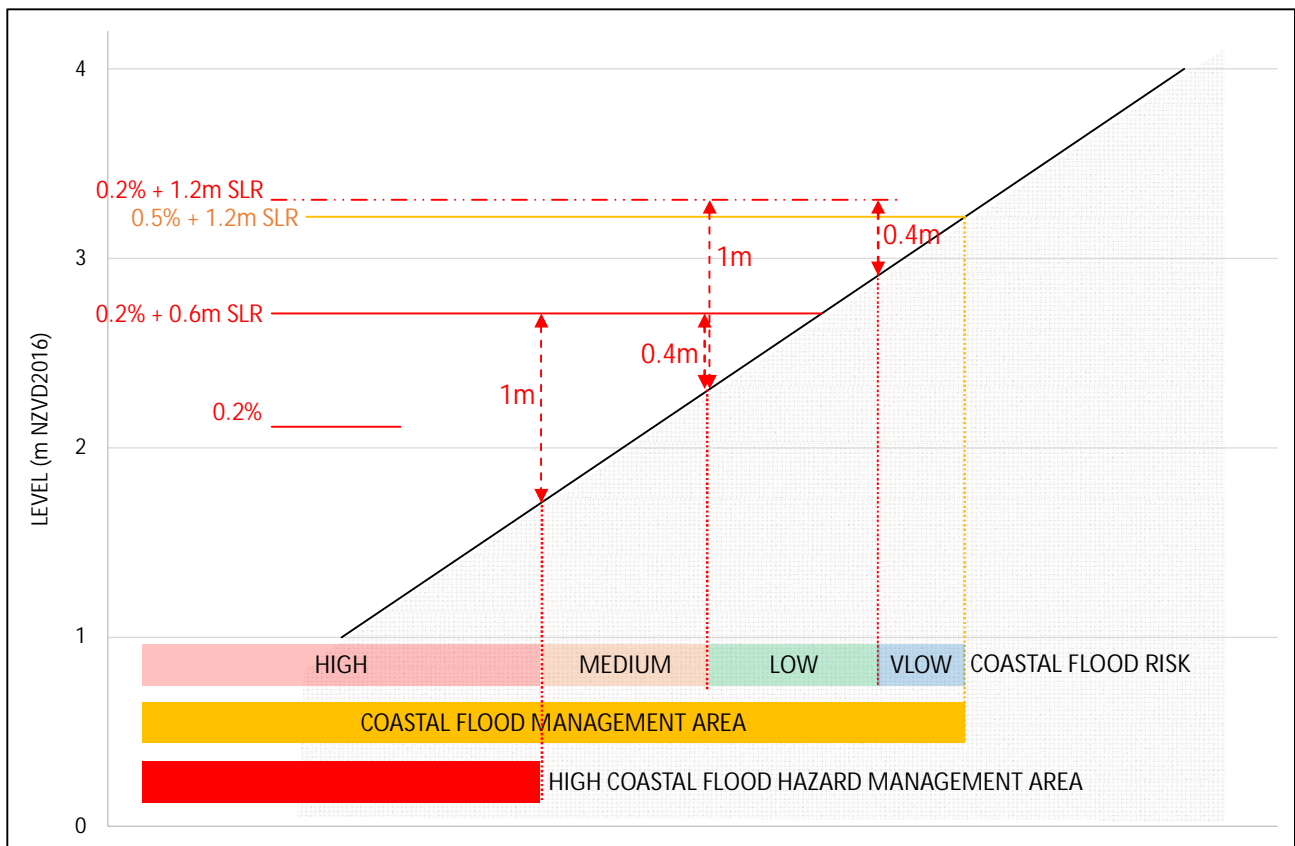 4
0.2% + 1.2m SLR
0.5% + 1.2m SLR
0.4m
3
1m
0.2% + 0.6m SLR
0.4m
1m
0.2%
2
LEVEL (m NZVD2016)
1
HIGH MEDIUM LOW VLOW COASTAL FLOOD RISK
COASTAL FLOOD MANAGEMENT AREA
HIGH COASTAL FLOOD HAZARD MANAGEMENT AREA
0